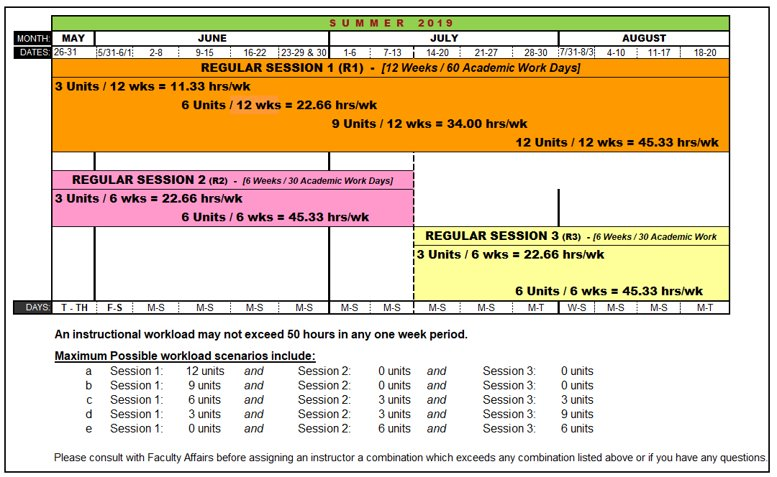 SUMMER 2019
MONTH: MAY JUNE JULY AUGUST
DATES: 26-31 5/31-6/1 2-8 9-15 16-22 23-29 & 30 1-6 7-13 14-20 21-27 28-30 7/31-8/3 4-10 11-17 18-20
REGULAR SESSION 1 (R1) - [12 Weeks / 60 Academic Work Days]
3 Units / 12 wks = 11.33 hrs/wk
6 Units / 12 wks = 22.66 hrs/wk
9 Units / 12 wks = 34.00 hrs/wk
12 Units / 12 wks = 45.33 hrs/wk
REGULAR SESSION 2 (R2) - [6 Weeks / 30 Academic Work Days]
3 Units / 6 wks = 22.66 hrs/wk
6 Units / 6 wks = 45.33 hrs/wk
REGULAR SESSION 3 (R3) - [6 Weeks / 30 Academic Work
3 Units / 6 wks = 22.66 hrs/wk
6 Units / 6 wks = 45.33 hrs/wk
DAYS: T - TH F-S M-S M-S M-S M-S M-S M-S M-S M-S M-T W-S M-S M-S M-T
An instructional workload may not exceed 50 hours in any one week period.
Maximum Possible workload scenarios include:
a Session 1: 12 units and Session 2: 0 units and Session 3: 0 units
b Session 1: 9 units and Session 2: 0 units and Session 3: 0 units
c Session 1: 6 units and Session 2: 3 units and Session 3: 3 units
d Session 1: 3 units and Session 2: 3 units and Session 3: 9 units
e Session 1: 0 units and Session 2: 6 units and Session 3: 6 units
Please consult with Faculty Affairs before assigning an instructor a combination which exceeds any combination listed above or if you have any questions.